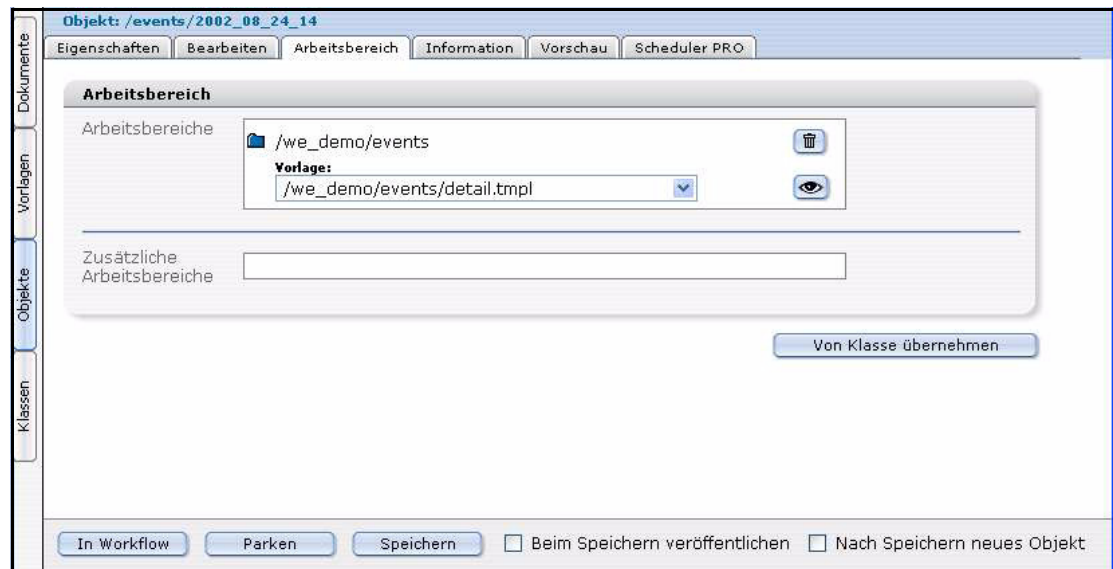 Objekt: /events/2002_08_24_14
Eigenschaften Bearbeiten Arbeitsbereich Information Vorschau Scheduler PRO
Dokumente
Vorlagen
Objekte
Klassen
Arbeitsbereich
Arbeitsbereiche
/we_demo/events
Vorlage:
/we_demo/events/detail.tmpl
Zusätzliche
Arbeitsbereiche
Von Klasse übernehmen
In Workflow Parken Speichern Beim Speichern veröffentlichen Nach Speichern neues Objekt